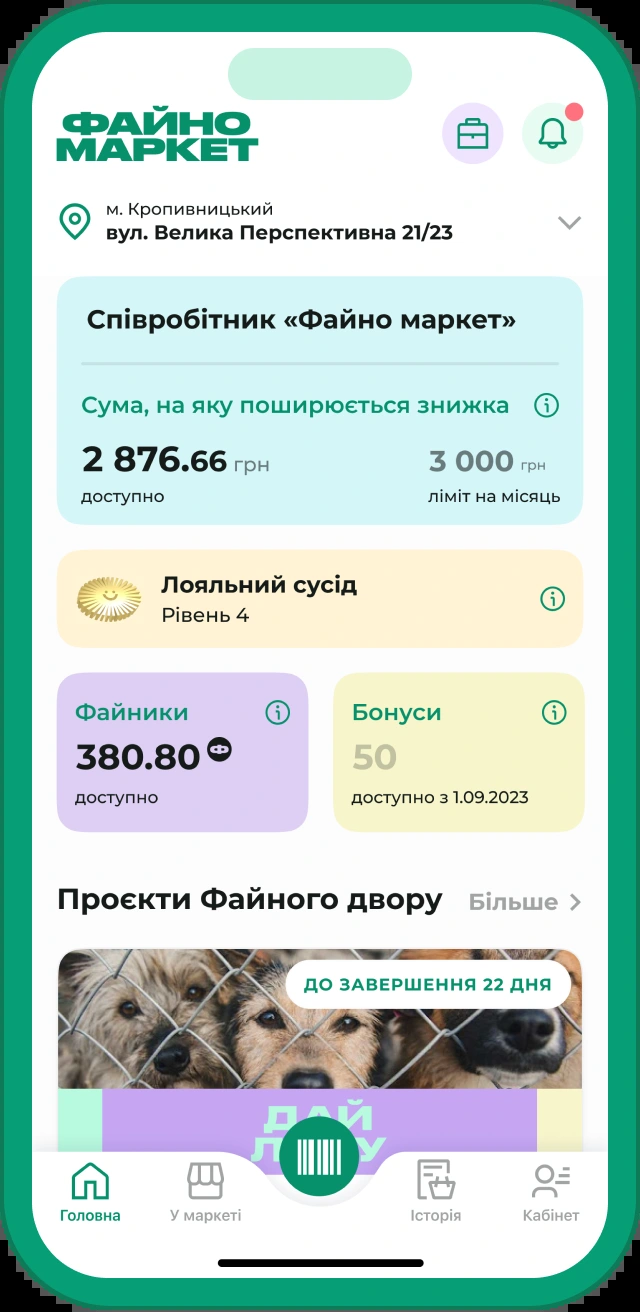 ФАЙНО
МАРКЕТ
м. Кропивницький
вул. Велика Перспективна 21/23
Співробітник «Файно маркет»
Сума, на яку поширюється знижка
2 876.66 грн
3 000 грн
доступно
ліміт на місяць
Лояльний сусід
Рівень 4
Файники
380.80
доступно
Бонуси
50
доступно з 1.09.2023
Проєкти Файного двору
Більше
ДО ЗАВЕРШЕННЯ 22 ДНЯ
ДАЙ
Головна
У маркеті
Історія
Кабінет